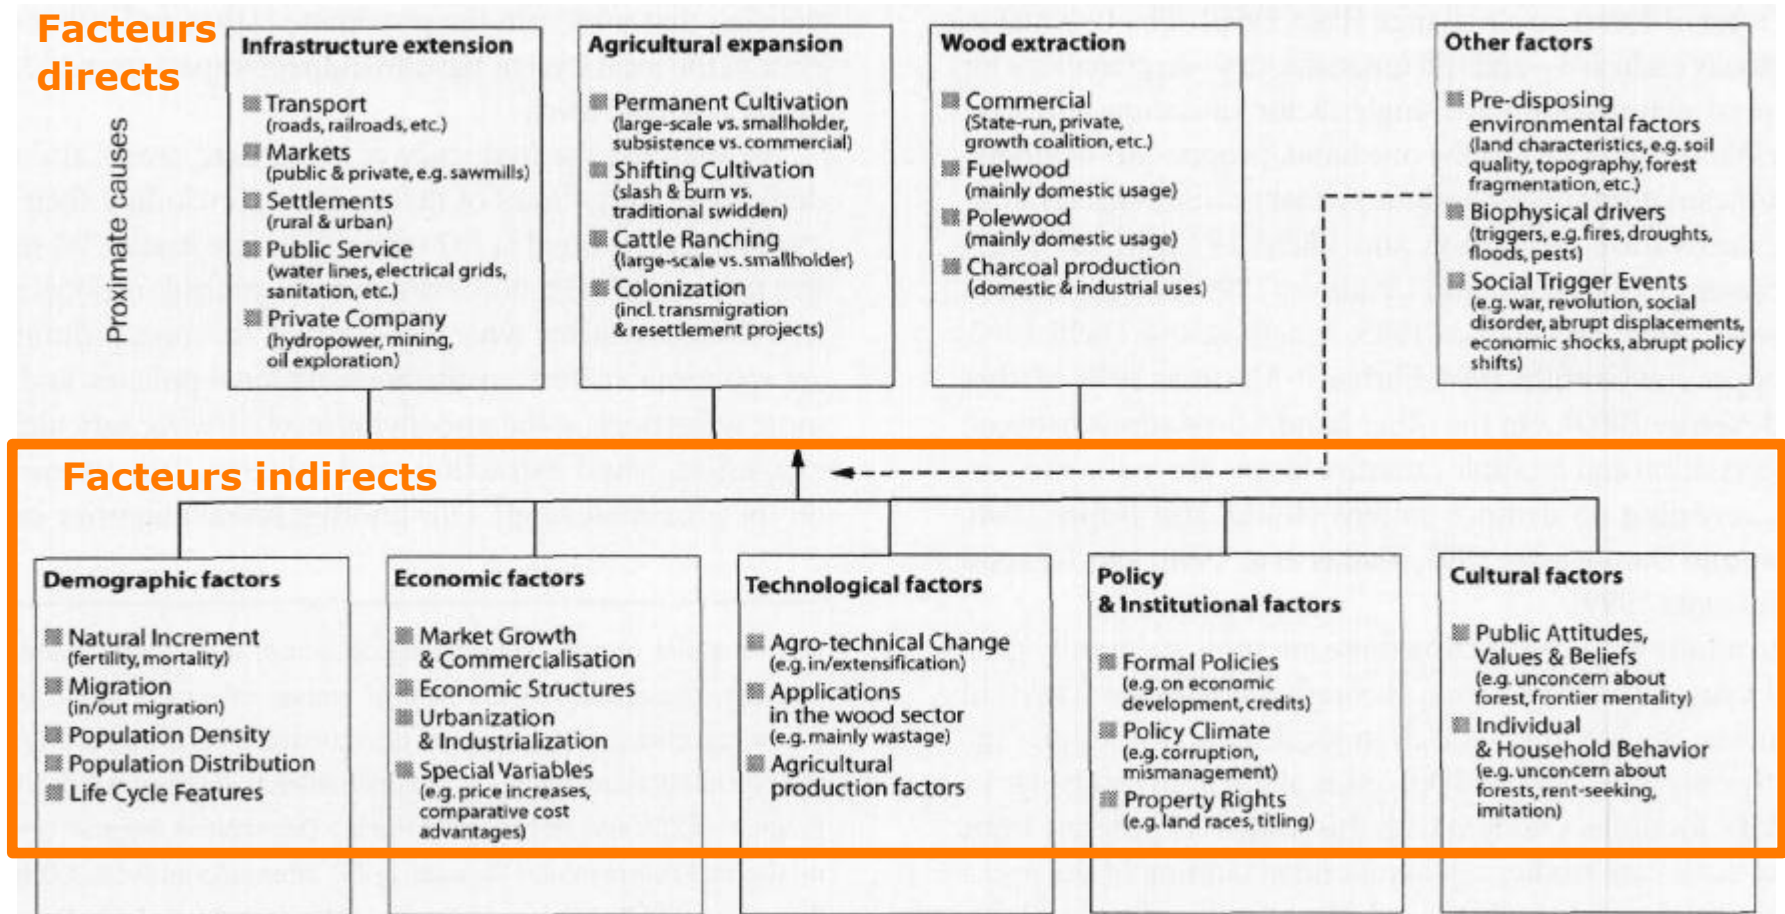 Facteurs
directs
Proximate causes
Infrastructure extension
Transport
(roads, railroads, etc.)
Markets
(public & private, e.g. sawmills)
Settlements
(rural & urban)
Public Service
(water lines, electrical grids,
sanitation, etc.)
Private Company
(hydropower, mining,
oil exploration)
Agricultural expansion
Permanent Cultivation
(large-scale vs. smallholder,
subsistence vs. commercial)
Shifting Cultivation
(slash & burn vs.
traditional swidden)
Cattle Ranching
(large-scale vs. smallholder)
Colonization
(incl. transmigration
& resettlement projects)
Wood extraction
Commercial
(State-run, private,
growth coalition, etc.)
Fuelwood
(mainly domestic usage)
Polewood
(mainly domestic usage)
Charcoal production
(domestic & industrial uses)
Other factors
Pre-disposing
environmental factors
(land characteristics, e.g. soil
quality, topography, forest
fragmentation, etc.)
Biophysical drivers
(triggers, e.g. fires, droughts,
floods, pests)
Social Trigger Events
(e.g. war, revolution, social
disorder, abrupt displacements,
economic shocks, abrupt policy
shifts)
Facteurs indirects
Demographic factors
Natural Increment
(fertility, mortality)
Migration
(in/out migration)
Population Density
Population Distribution
Life Cycle Features
Economic factors
Market Growth
& Commercialisation
Economic Structures
Urbanization
& Industrialization
Special Variables
(e.g. price increases,
comparative cost
advantages)
Technological factors
Agro-technical Change
(e.g. in/extensification)
Applications
in the wood sector
(e.g. mainly wastage)
Agricultural
production factors
Policy
& Institutional factors
Formal Policies
(e.g. on economic
development, credits)
Policy Climate
(e.g. corruption,
mismanagement)
Property Rights
(e.g. land races, titling)
Cultural factors
Public Attitudes,
Values & Beliefs
(e.g. unconcern about
forest, frontier mentality)
Individual
& Household Behavior
(e.g. unconcern about
forests, rent-seeking,
imitation)